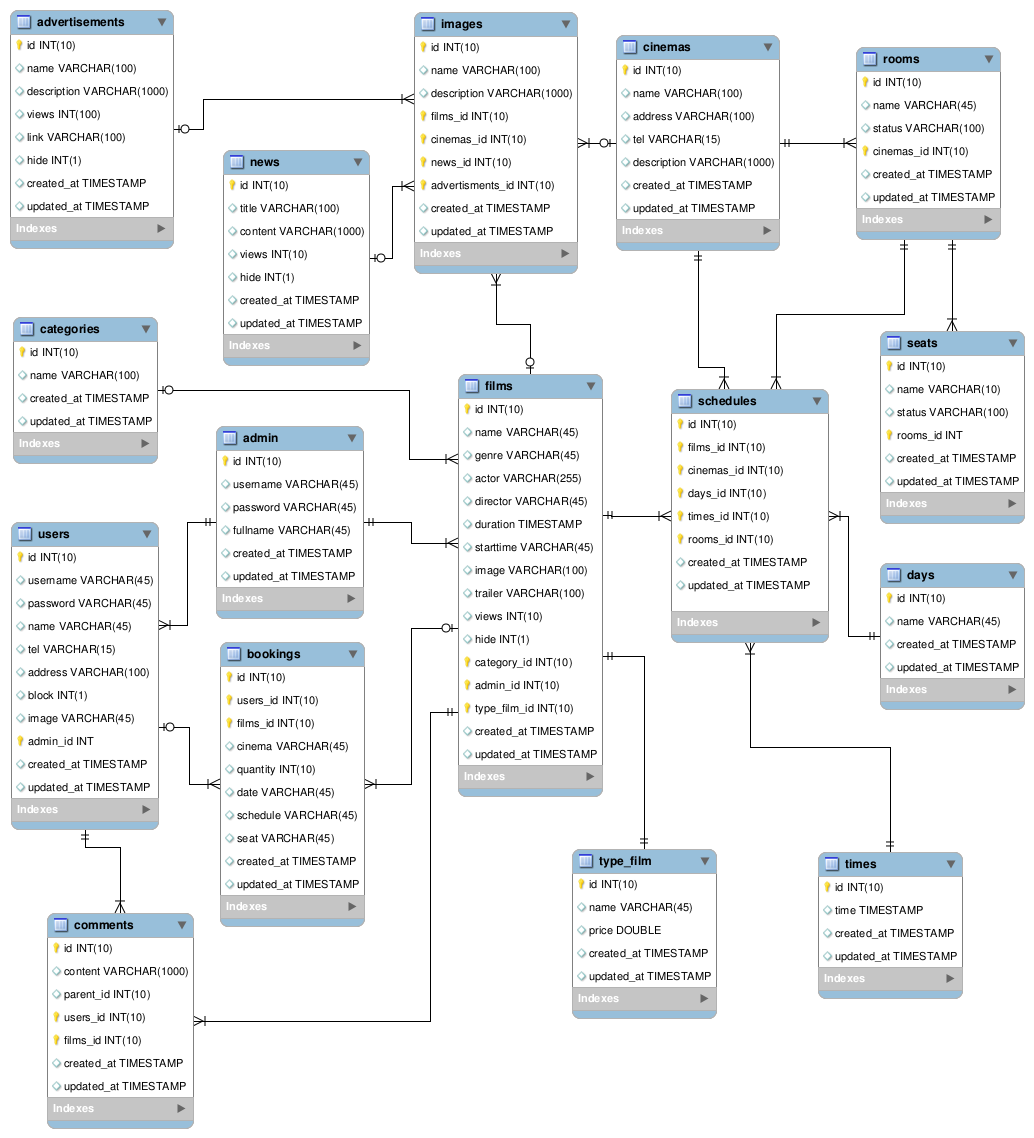 advertisements
id INT(10)
name VARCHAR(100)
description VARCHAR(1000)
views INT(100)
link VARCHAR(100)
hide INT(1)
created_at TIMESTAMP
updated_at TIMESTAMP
Indexes
images
id INT(10)
name VARCHAR(100)
description VARCHAR(1000)
films_id INT(10)
cinemas_id INT(10)
news_id INT(10)
advertisments_id INT(10)
created_at TIMESTAMP
updated_at TIMESTAMP
Indexes
cinemas
id INT(10)
name VARCHAR(100)
address VARCHAR(100)
tel VARCHAR(15)
description VARCHAR(1000)
created_at TIMESTAMP
updated_at TIMESTAMP
Indexes
rooms
id INT(10)
name VARCHAR(45)
status VARCHAR(100)
cinemas_id INT(10)
created_at TIMESTAMP
updated_at TIMESTAMP
Indexes
news
id INT(10)
title VARCHAR(100)
content VARCHAR(1000)
views INT(10)
hide INT(1)
created_at TIMESTAMP
updated_at TIMESTAMP
Indexes
categories
id INT(10)
name VARCHAR(100)
created_at TIMESTAMP
updated_at TIMESTAMP
Indexes
films
id INT(10)
name VARCHAR(45)
genre VARCHAR(45)
actor VARCHAR(255)
director VARCHAR(45)
duration TIMESTAMP
starttime VARCHAR(45)
image VARCHAR(100)
trailer VARCHAR(100)
views INT(10)
hide INT(1)
category_id INT(10)
admin_id INT(10)
type_film_id INT(10)
created_at TIMESTAMP
updated_at TIMESTAMP
Indexes
schedules
id INT(10)
films_id INT(10)
cinemas_id INT(10)
days_id INT(10)
times_id INT(10)
rooms_id INT(10)
created_at TIMESTAMP
updated_at TIMESTAMP
Indexes
seats
id INT(10)
name VARCHAR(10)
status VARCHAR(100)
rooms_id INT
created_at TIMESTAMP
updated_at TIMESTAMP
Indexes
admin
id INT(10)
username VARCHAR(45)
password VARCHAR(45)
fullname VARCHAR(45)
created_at TIMESTAMP
updated_at TIMESTAMP
Indexes
users
id INT(10)
username VARCHAR(45)
password VARCHAR(45)
name VARCHAR(45)
tel VARCHAR(15)
address VARCHAR(100)
block INT(1)
image VARCHAR(45)
admin_id INT
created_at TIMESTAMP
updated_at TIMESTAMP
Indexes
days
id INT(10)
name VARCHAR(45)
created_at TIMESTAMP
updated_at TIMESTAMP
Indexes
bookings
id INT(10)
users_id INT(10)
films_id INT(10)
cinema VARCHAR(45)
quantity INT(10)
date VARCHAR(45)
schedule VARCHAR(45)
seat VARCHAR(45)
created_at TIMESTAMP
updated_at TIMESTAMP
Indexes
type_film
id INT(10)
name VARCHAR(45)
price DOUBLE
created_at TIMESTAMP
updated_at TIMESTAMP
Indexes
times
id INT(10)
time TIMESTAMP
created_at TIMESTAMP
updated_at TIMESTAMP
Indexes
comments
id INT(10)
content VARCHAR(1000)
parent_id INT(10)
users_id INT(10)
films_id INT(10)
created_at TIMESTAMP
updated_at TIMESTAMP
Indexes